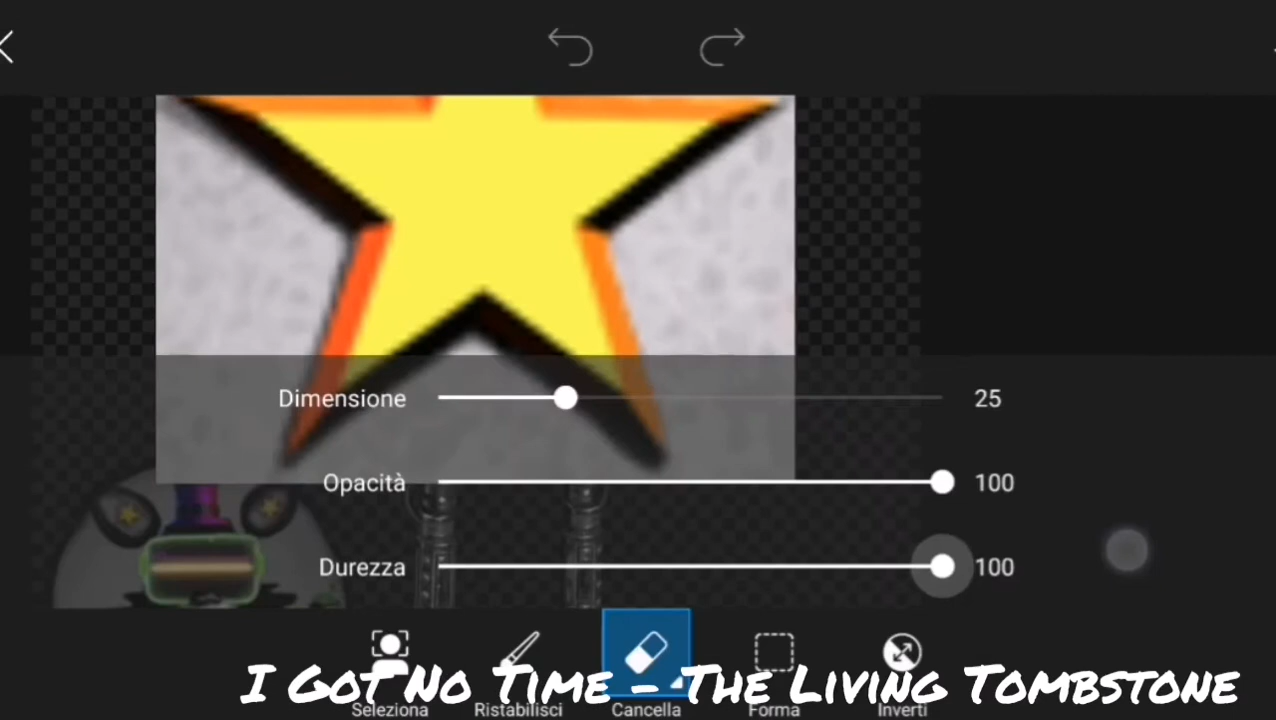 Dimensione 25
Opacità 100
Durezza 100
I Got No Time - The Living Tombstone
Seleziona Ristabilisci Cancella Forma Inverti